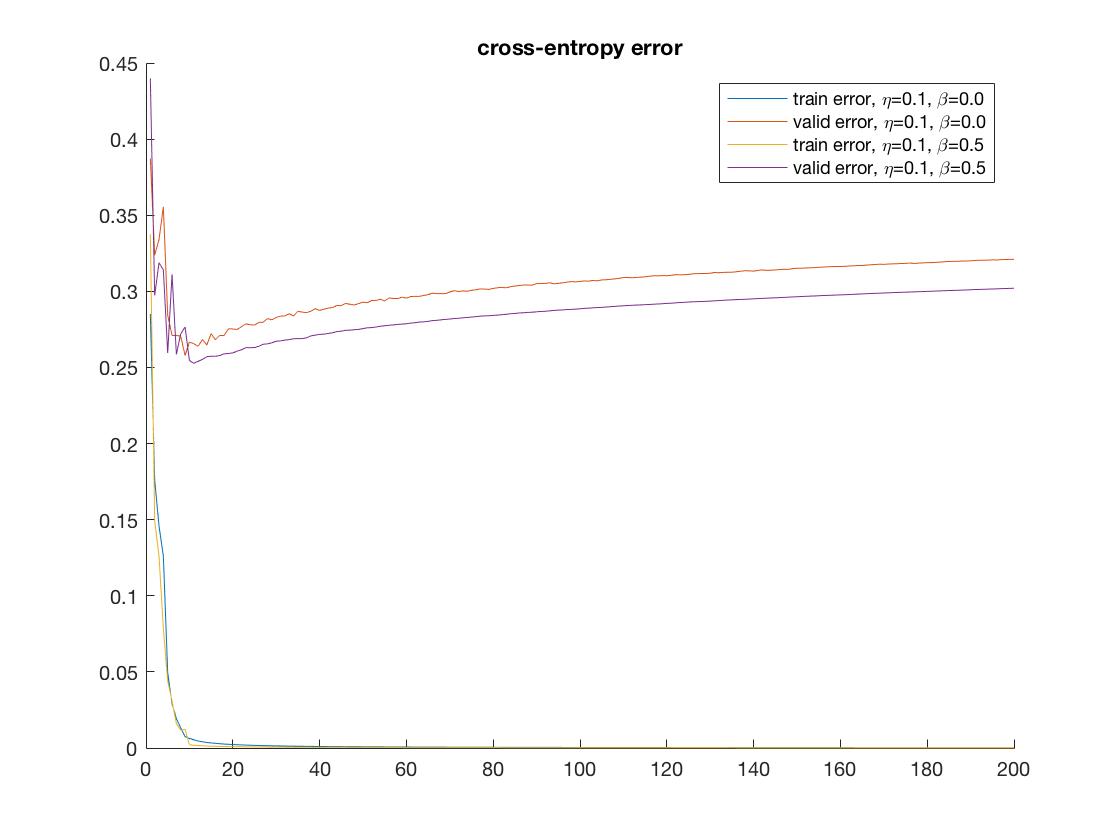 cross-entropy error
0.45
0.4
0.35
0.3
0.25
0.2
0.15
0.1
0.05
0
train error, η=0.1, β=0.0
valid error, η=0.1, β=0.0
train error, η=0.1, β=0.5
valid error, η=0.1, β=0.5
0 20 40 60 80 100 120 140 160 180 200